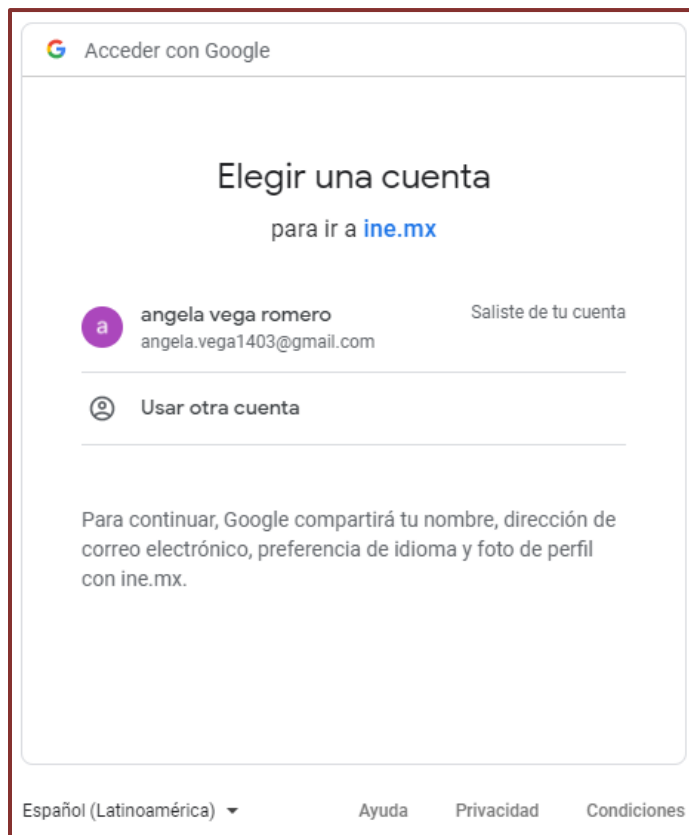 Acceder con Google
Elegir una cuenta
para ir a ine.mx
a
angela vega romero
Saliste de tu cuenta
angela.vega1403@gmail.com
Usar otra cuenta
Para continuar, Google compartirá tu nombre, dirección de
correo electrónico, preferencia de idioma y foto de perfil
con ine.mx.
Español (Latinoamérica)
Ayuda
Privacidad
Condiciones